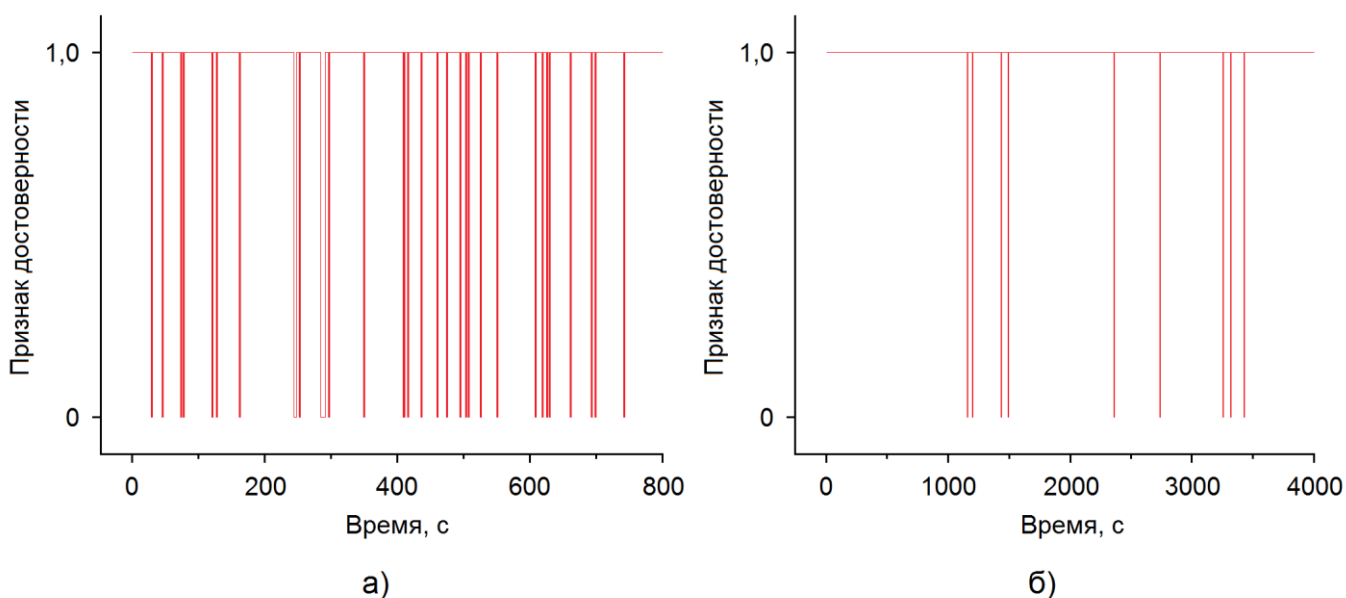 Признак достоверности
1,0
0
0 200 400 600 800
Время, с
а)
Признак достоверности
1,0
0
0 1000 2000 3000 4000
Время, с
б)